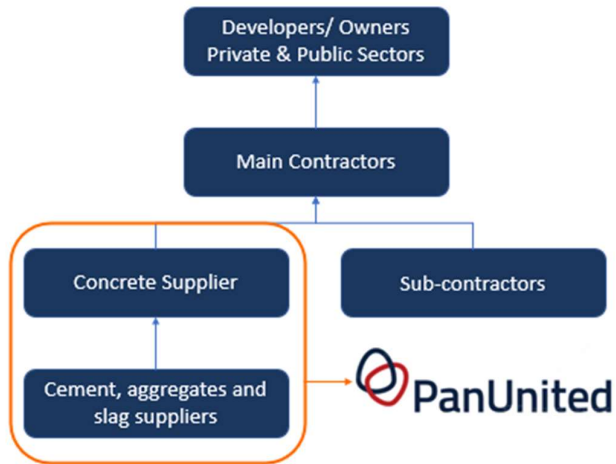 Developers/ Owners
Private & Public Sectors
Main Contractors
Concrete Supplier
Sub-contractors
Cement, aggregates and
slag suppliers
PanUnited